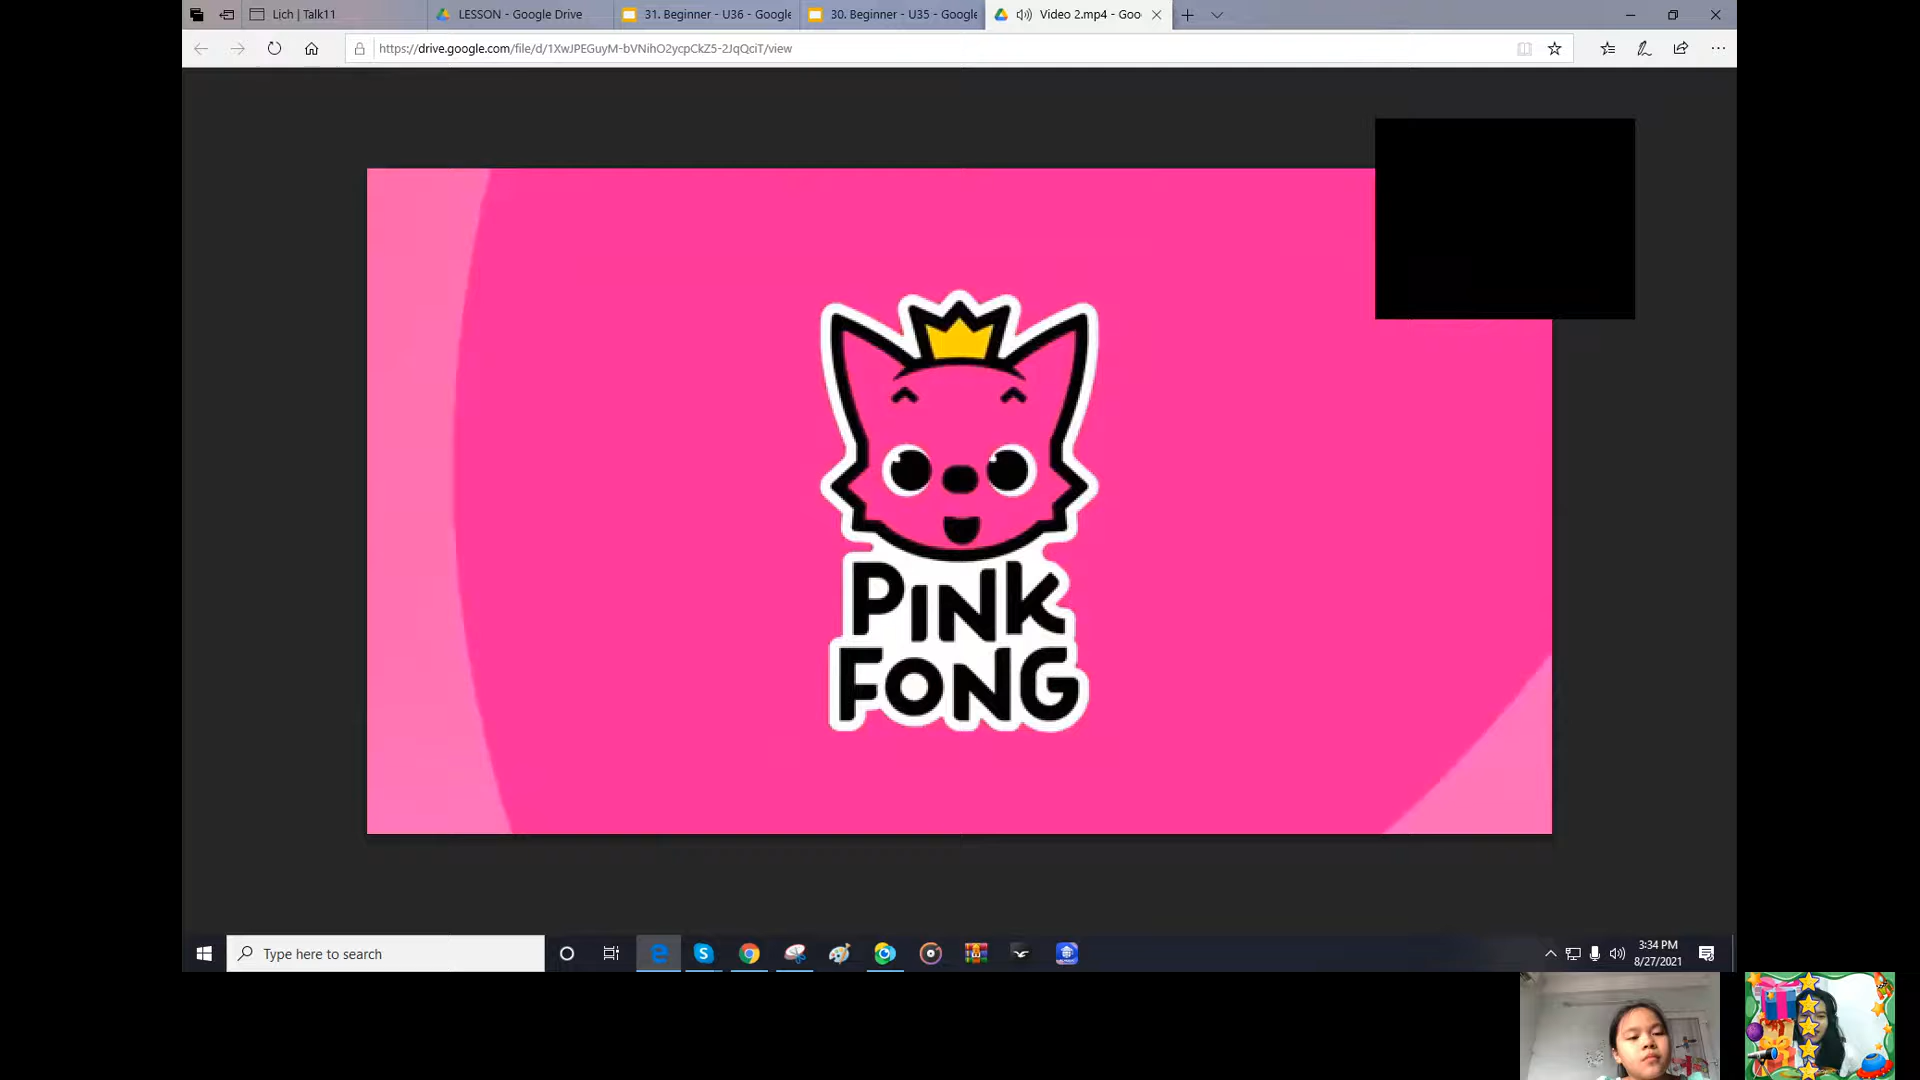 Lich | Talk11
LESSON - Google Drive
31. Beginner - U36 - Google
30. Beginner - U35 - Google
Video 2.mp4 - Goo
https://drive.google.com/file/d/1XwJPEGuyM-bVNihO2ycpCkZ5-2JqQciT/view
PINK
FONG
Type here to search
3:34 PM
8/27/2021